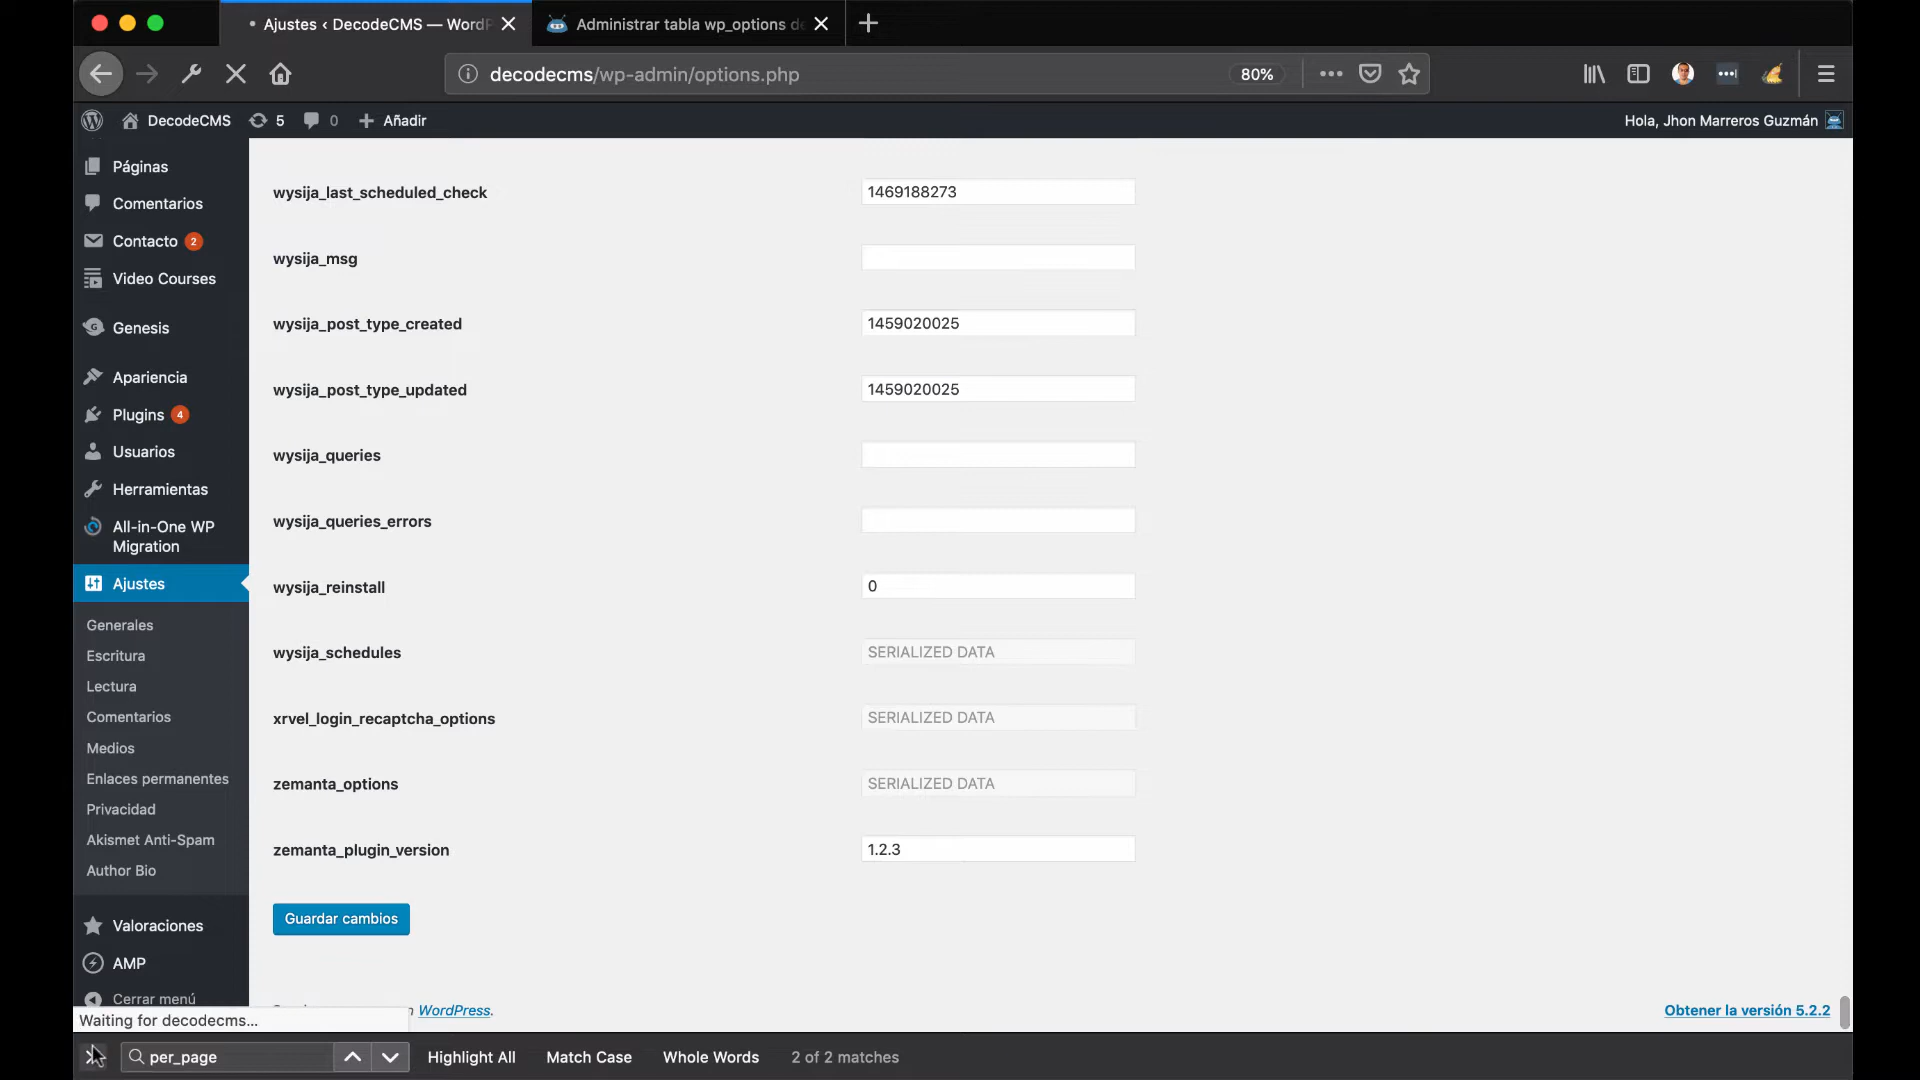 Ajustes ‹ DecodeCMS — WordP
Administrar tabla wp_options de
decodecms/wp-admin/options.php
80%
DecodeCMS
5
0
Añadir
Hola, Jhon Marreros Guzmán
Páginas
Comentarios
Contacto 2
Video Courses
Genesis
Apariencia
Plugins 4
Usuarios
Herramientas
All-in-One WP
Migration
Ajustes
Generales
Escritura
Lectura
Comentarios
Medios
Enlaces permanentes
Privacidad
Akismet Anti-Spam
Author Bio
Valoraciones
AMP
Cerrar menú
wysija_last_scheduled_check 1469188273
wysija_msg
wysija_post_type_created 1459020025
wysija_post_type_updated 1459020025
wysija_queries
wysija_queries_errors
wysija_reinstall 0
wysija_schedules SERIALIZED DATA
xrvel_login_recaptcha_options SERIALIZED DATA
zemanta_options SERIALIZED DATA
zemanta_plugin_version 1.2.3
Guardar cambios
WordPress.
Obtener la versión 5.2.2
Waiting for decodecms...
per_page
Highlight All
Match Case
Whole Words
2 of 2 matches